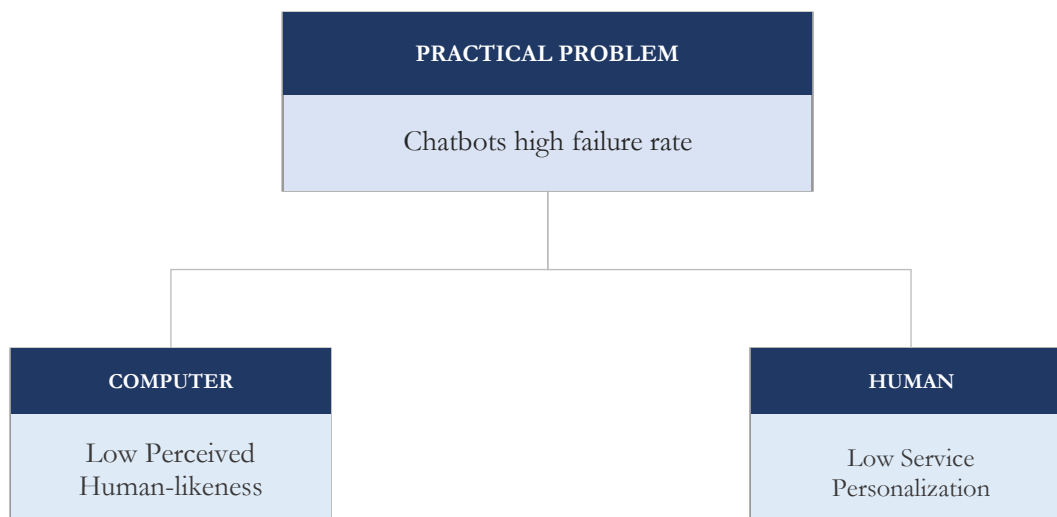 PRACTICAL PROBLEM
Chatbots high failure rate
COMPUTER
Low Perceived
Human-likeness
HUMAN
Low Service
Personalization